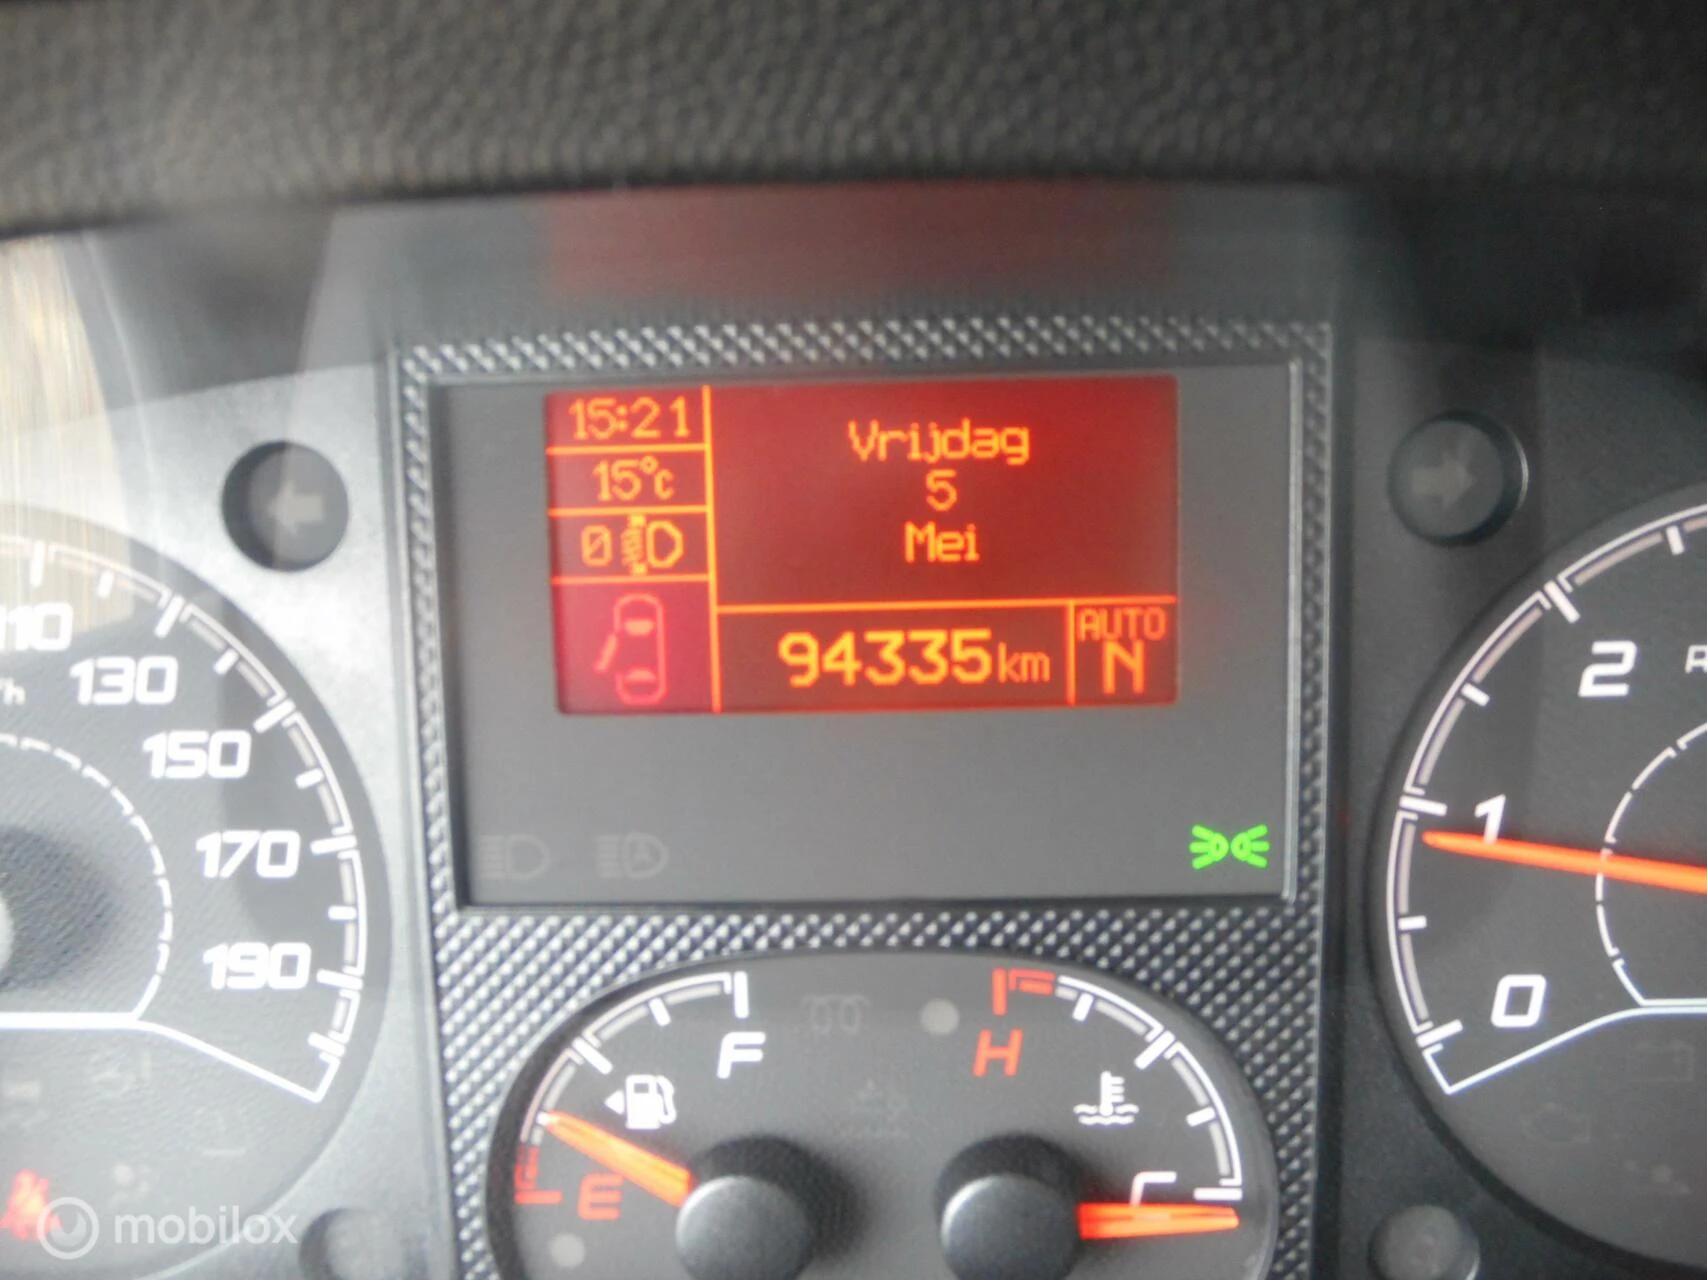 15:21
15°C
0
Vrijdag
5
Mei
94335km
AUTO
N
110
130
150
170
190
2
1
0
F
H
E
C
mobilox